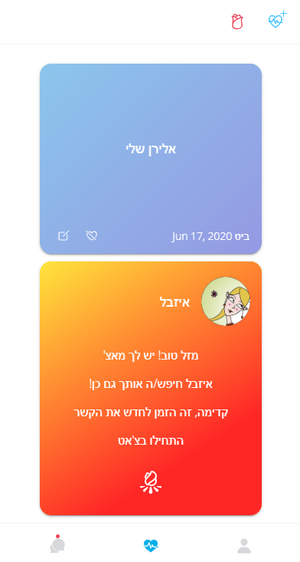 אלירן שלי
ביט Jun 17, 2020
איזבל
מזל טוב! יש לך מאצ'
איזבל חיפש/ה אותך גם כן!
קדימה, זה הזמן לחדש את הקשר
התחילו בצ'אט